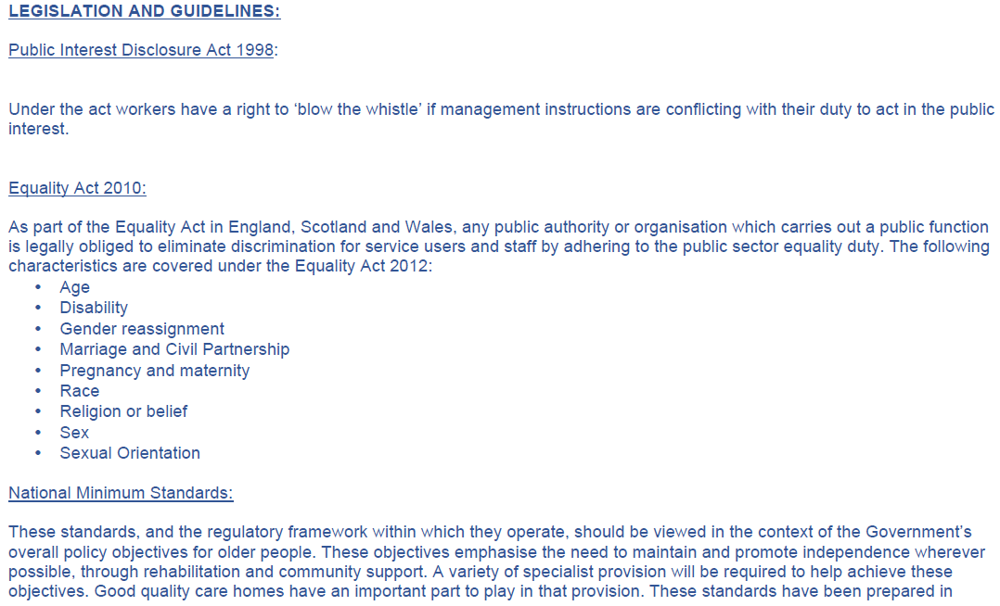 LEGISLATION AND GUIDELINES:
Public Interest Disclosure Act 1998:
Under the act workers have a right to ‘blow the whistle’ if management instructions are conflicting with their duty to act in the public
interest.
Equality Act 2010:
As part of the Equality Act in England, Scotland and Wales, any public authority or organisation which carries out a public function
is legally obliged to eliminate discrimination for service users and staff by adhering to the public sector equality duty. The following
characteristics are covered under the Equality Act 2012:
• Age
• Disability
• Gender reassignment
• Marriage and Civil Partnership
• Pregnancy and maternity
• Race
• Religion or belief
• Sex
• Sexual Orientation
National Minimum Standards:
These standards, and the regulatory framework within which they operate, should be viewed in the context of the Government’s
overall policy objectives for older people. These objectives emphasise the need to maintain and promote independence wherever
possible, through rehabilitation and community support. A variety of specialist provision will be required to help achieve these
objectives. Good quality care homes have an important part to play in that provision. These standards have been prepared in